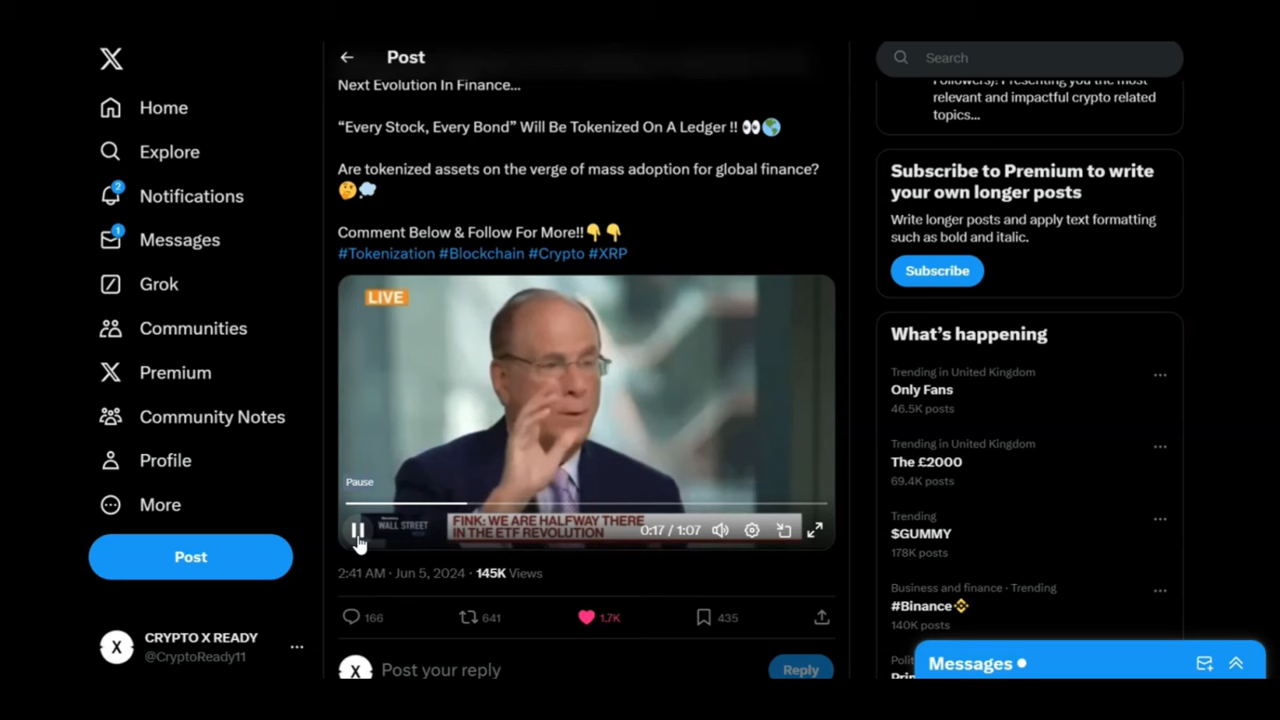 Home
Explore
2
Notifications
1
Messages
Grok
Communities
Premium
Community Notes
Profile
More
Post
CRYPTO X READY
@CryptoReady11
Post
Next Evolution In Finance...
“Every Stock, Every Bond” Will Be Tokenized On A Ledger !! 👀🌎
Are tokenized assets on the verge of mass adoption for global finance?
🤔💭
Comment Below & Follow For More!!👇👇
#Tokenization #Blockchain #Crypto #XRP
LIVE
Pause
WALL STREET
FINK: WE ARE HALFWAY THERE
IN THE ETF REVOLUTION
0:17 / 1:07
2:41 AM · Jun 5, 2024 · 145K Views
166
641
1.7K
435
Post your reply
Reply
Search
Followers)! Presenting you the most
relevant and impactful crypto related
topics...
Subscribe to Premium to write
your own longer posts
Write longer posts and apply text formatting
such as bold and italic.
Subscribe
What’s happening
Trending in United Kingdom
Only Fans
46.5K posts
Trending in United Kingdom
The £2000
69.4K posts
Trending
$GUMMY
178K posts
Business and finance · Trending
#Binance
140K posts
Messages